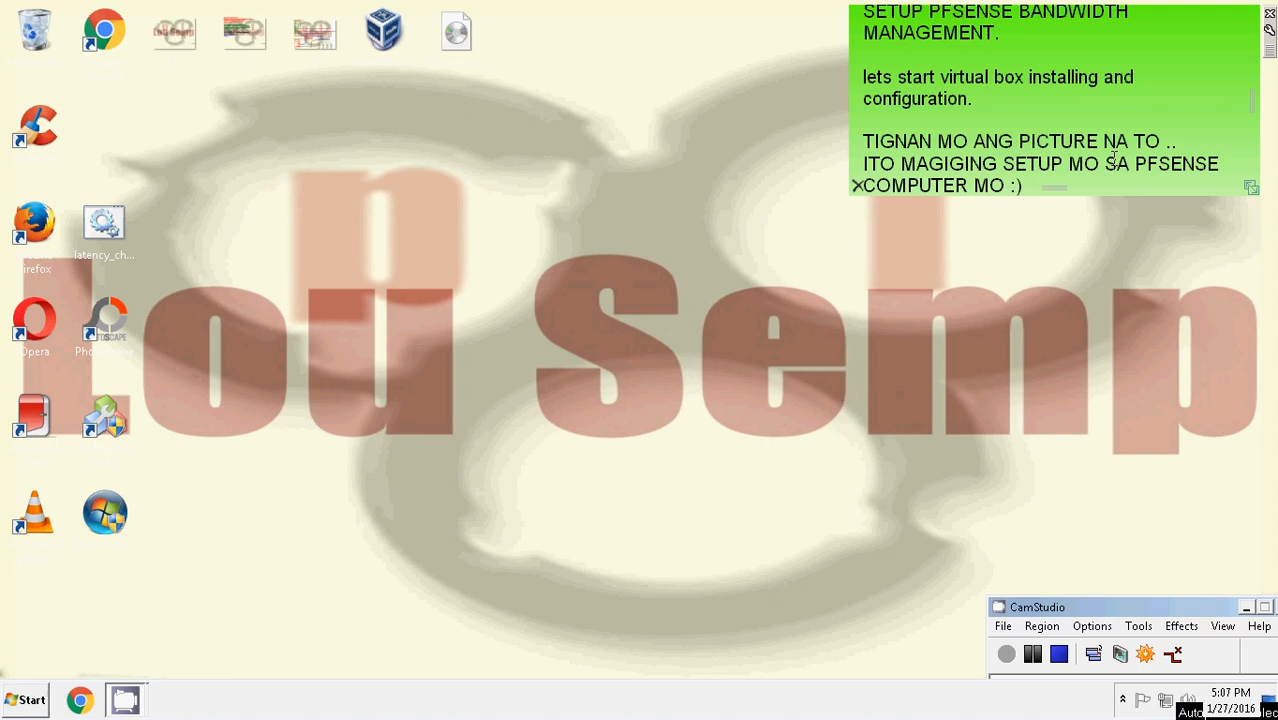 SETUP PFSENSE BANDWIDTH
MANAGEMENT.
lets start virtual box installing and
configuration.
TIGNAN MO ANG PICTURE NA TO ..
ITO MAGIGING SETUP MO SA PFSENSE
COMPUTER MO :)
latency_ch...
irefox
Opera
Lou Semp
CamStudio
File Region Options Tools Effects View Help
Start
5:07 PM
1/27/2016